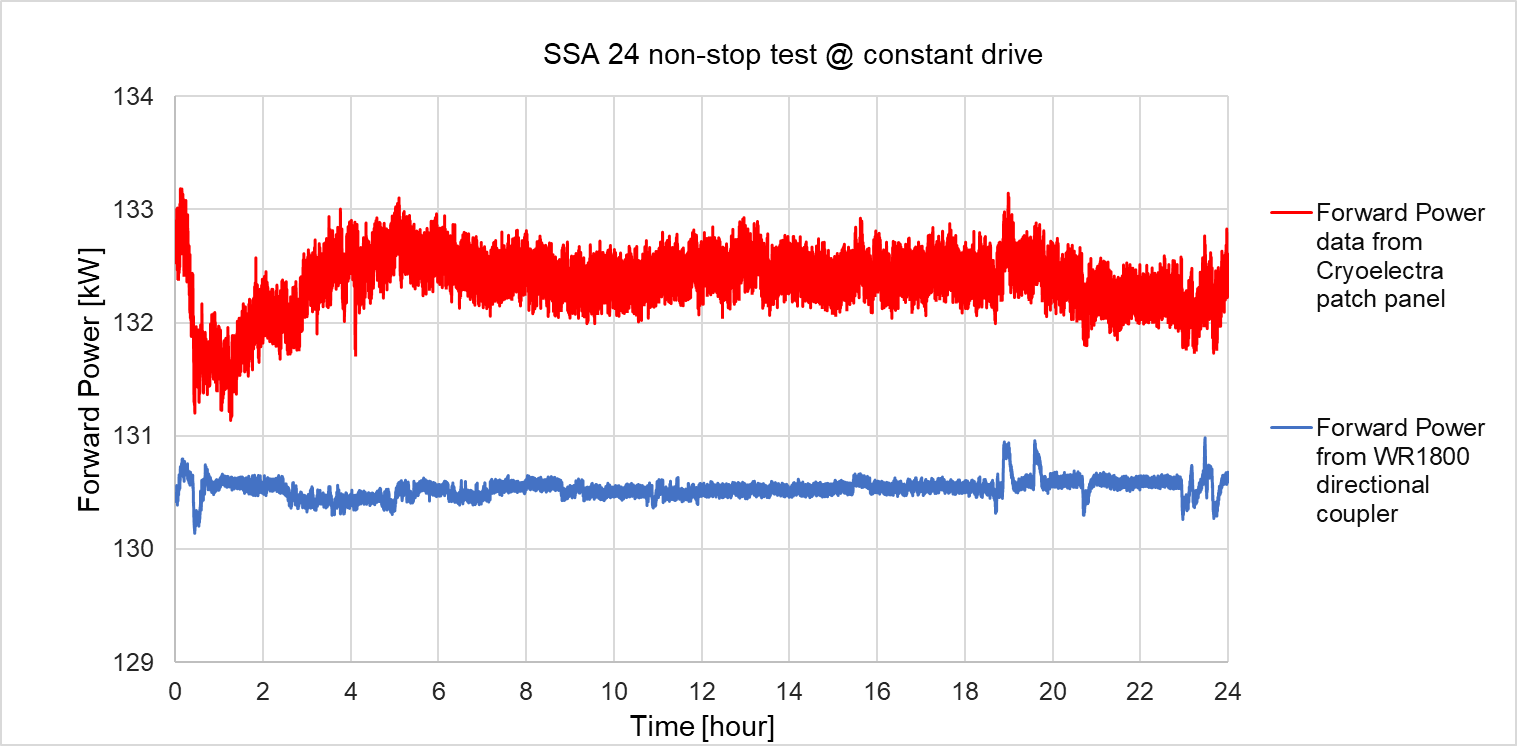 SSA 24 non-stop test @ constant drive
134
133
132
131
130
129
Forward Power [kW]
0 2 4 6 8 10 12 14 16 18 20 22 24
Time [hour]
Forward Power
data from
Cryoelectra
patch panel
Forward Power
from WR1800
directional
coupler